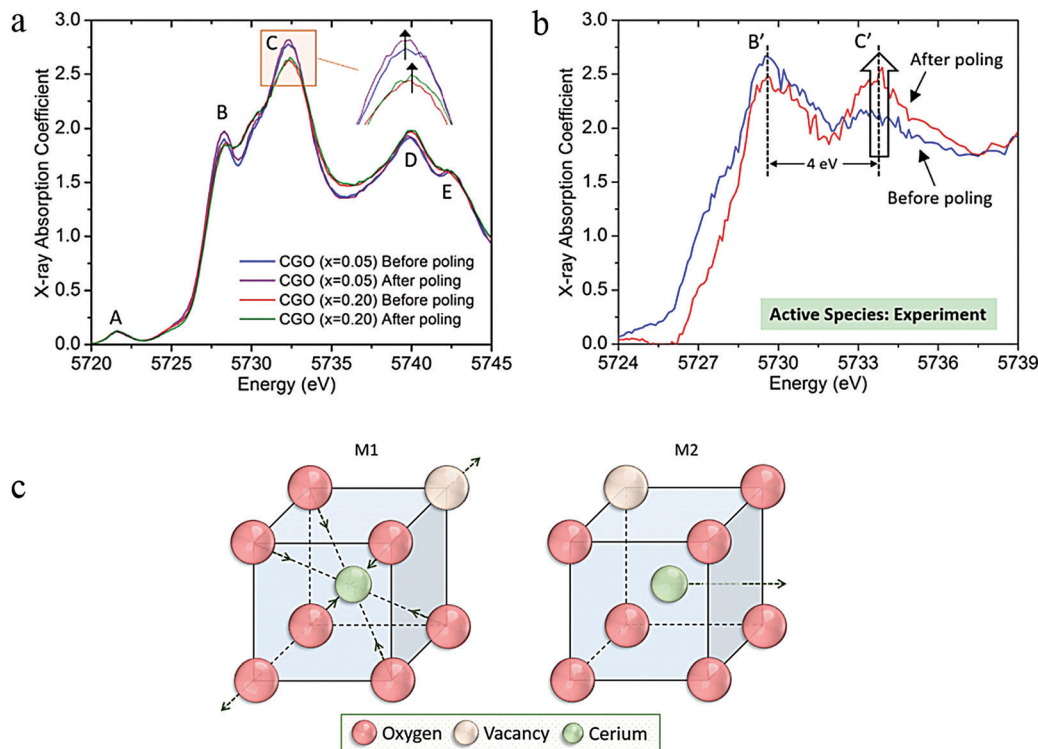 a
X-ray Absorption Coefficient
3.0
2.5
2.0
1.5
1.0
0.5
0.0
A
B
C
D
E
CGO (x=0.05) Before poling
CGO (x=0.05) After poling
CGO (x=0.20) Before poling
CGO (x=0.20) After poling
5720 5725 5730 5735 5740 5745
Energy (eV)
b
X-ray Absorption Coefficient
3.0
2.5
2.0
1.5
1.0
0.5
0.0
B’
C’
After poling
4 eV
Before poling
Active Species: Experiment
5724 5727 5730 5733 5736 5739
Energy (eV)
c
M1
M2
Oxygen Vacancy Cerium